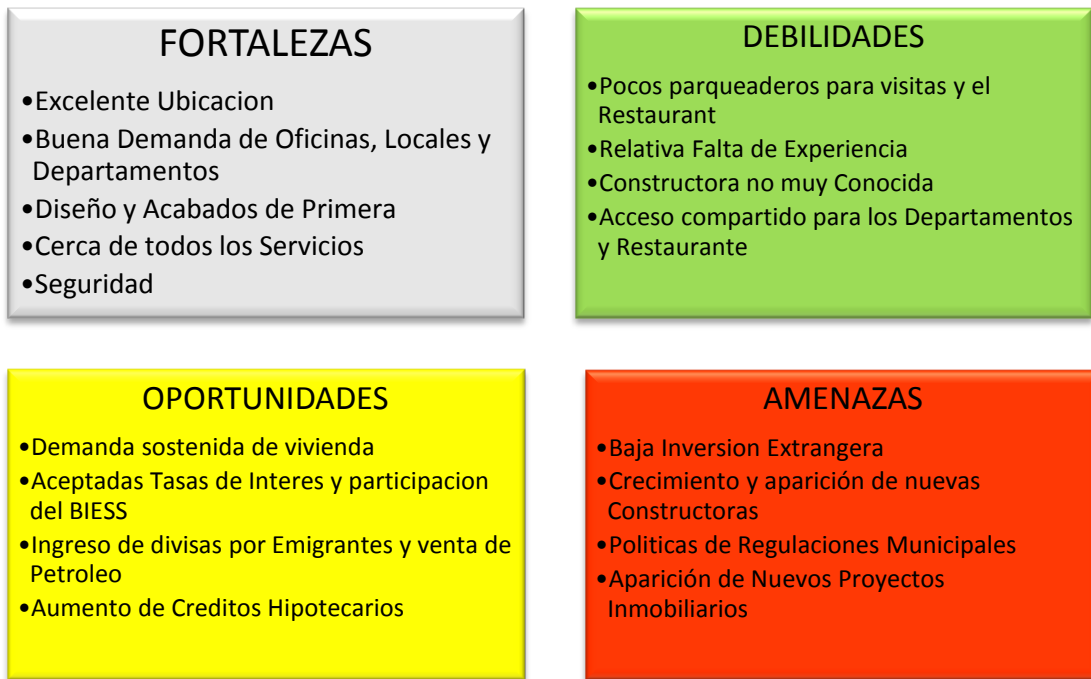 FORTALEZAS
•Excelente Ubicacion
•Buena Demanda de Oficinas, Locales y
Departamentos
•Diseño y Acabados de Primera
•Cerca de todos los Servicios
•Seguridad
DEBILIDADES
•Pocos parqueaderos para visitas y el
Restaurant
•Relativa Falta de Experiencia
•Constructora no muy Conocida
•Acceso compartido para los Departamentos
y Restaurante
OPORTUNIDADES
•Demanda sostenida de vivienda
•Aceptadas Tasas de Interes y participacion
del BIESS
•Ingreso de divisas por Emigrantes y venta de
Petroleo
•Aumento de Creditos Hipotecarios
AMENAZAS
•Baja Inversion Extrangera
•Crecimiento y aparición de nuevas
Constructoras
•Politicas de Regulaciones Municipales
•Aparición de Nuevos Proyectos
Inmobiliarios